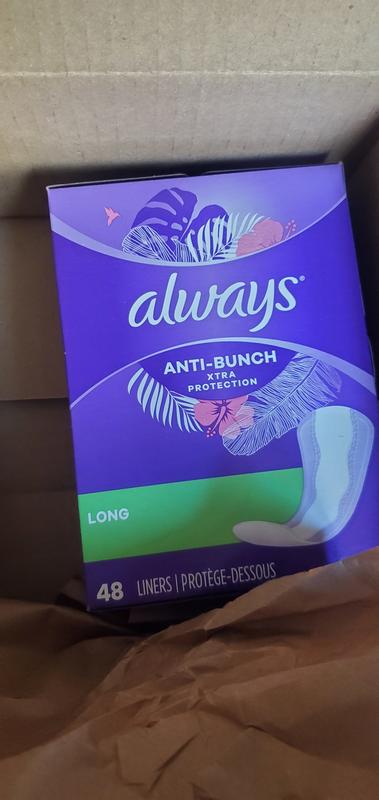 always®
ANTI-BUNCH
XTRA
PROTECTION
LONG
48 LINERS | PROTÈGE-DESSOUS